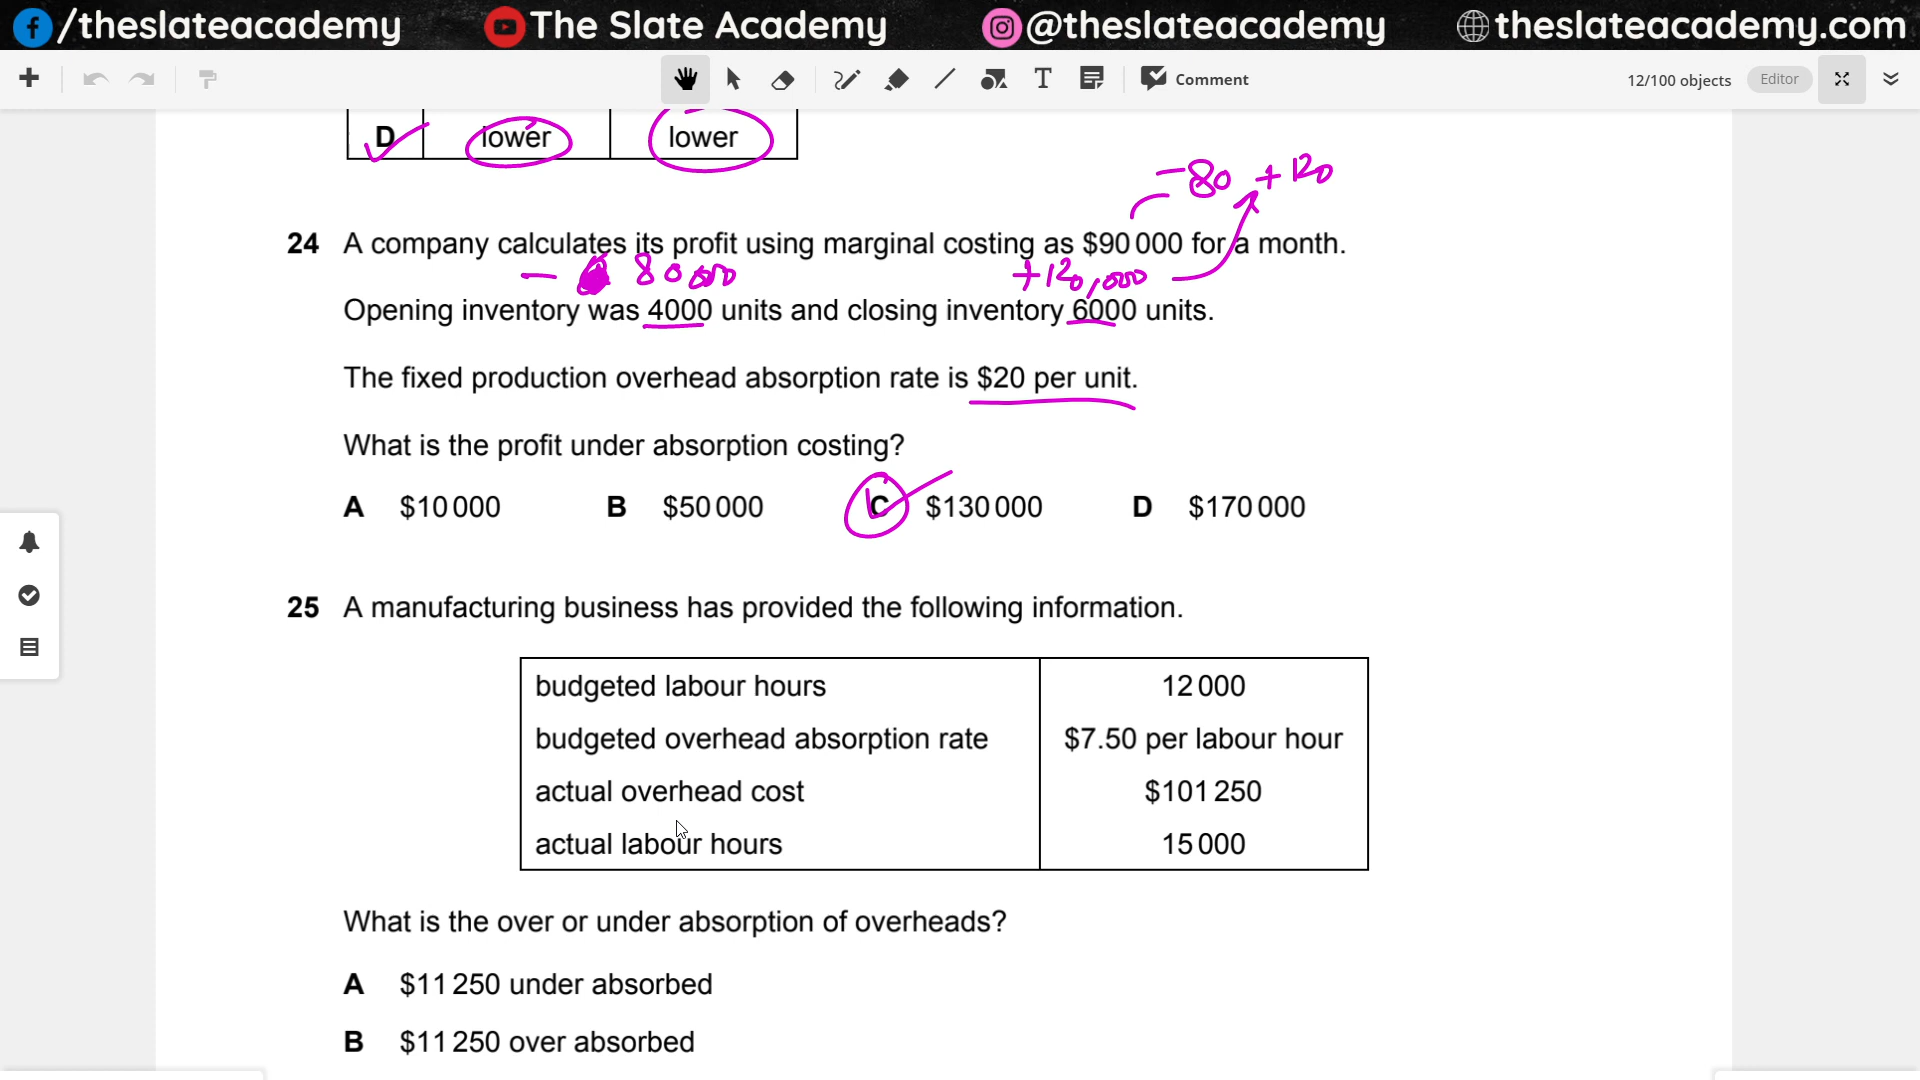 /theslateacademy The Slate Academy @theslateacademy theslateacademy.com
T Comment 12/100 objects Editor
D lower lower
-80 +120
24 A company calculates its profit using marginal costing as $90 000 for a month.
- 80000 +120,000
Opening inventory was 4000 units and closing inventory 6000 units.
The fixed production overhead absorption rate is $20 per unit.
What is the profit under absorption costing?
A $10 000 B $50 000 C $130 000 D $170 000
25 A manufacturing business has provided the following information.
budgeted labour hours 12 000
budgeted overhead absorption rate $7.50 per labour hour
actual overhead cost $101 250
actual labour hours 15 000
What is the over or under absorption of overheads?
A $11 250 under absorbed
B $11 250 over absorbed